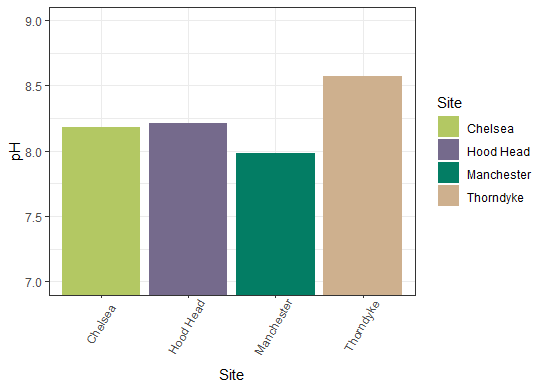 9.0
8.5
8.0
7.5
7.0
pH
Chelsea
Hood Head
Manchester
Thorndyke
Site
Site
Chelsea
Hood Head
Manchester
Thorndyke